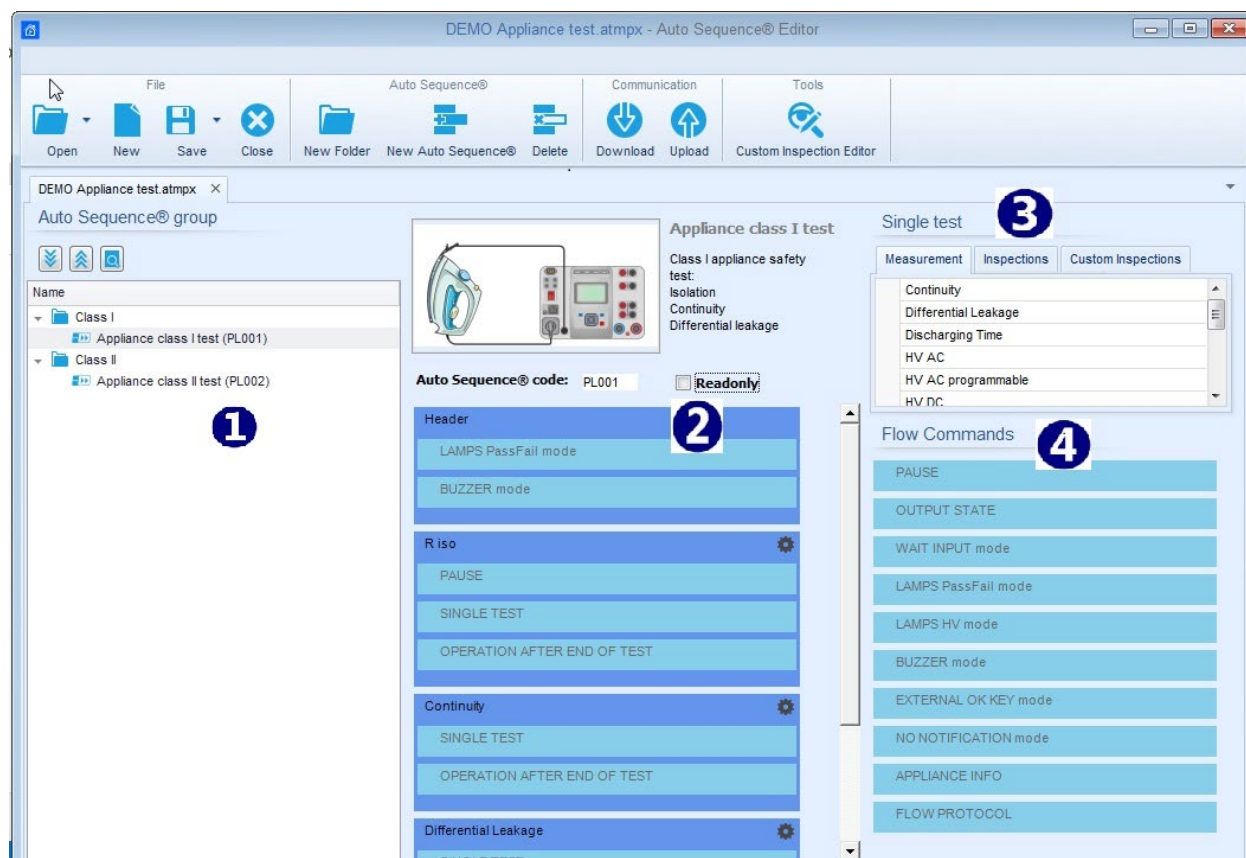 DEMO Appliance test.atmpx - Auto Sequence® Editor
File
Auto Sequence®
Communication
Tools
Open
New
Save
Close
New Folder
New Auto Sequence®
Delete
Download
Upload
Custom Inspection Editor
DEMO Appliance test.atmpx
Auto Sequence® group
Name
Class I
Appliance class I test (PL001)
Class II
Appliance class II test (PL002)
1
Appliance class I test
Class I appliance safety
test:
Isolation
Continuity
Differential leakage
Auto Sequence® code: PL001
Readonly
2
Header
LAMPS PassFail mode
BUZZER mode
R iso
PAUSE
SINGLE TEST
OPERATION AFTER END OF TEST
Continuity
SINGLE TEST
OPERATION AFTER END OF TEST
Differential Leakage
SINGLE TEST
Single test
3
Measurement
Inspections
Custom Inspections
Continuity
Differential Leakage
Discharging Time
HV AC
HV AC programmable
HV DC
Flow Commands
4
PAUSE
OUTPUT STATE
WAIT INPUT mode
LAMPS PassFail mode
LAMPS HV mode
BUZZER mode
EXTERNAL OK KEY mode
NO NOTIFICATION mode
APPLIANCE INFO
FLOW PROTOCOL